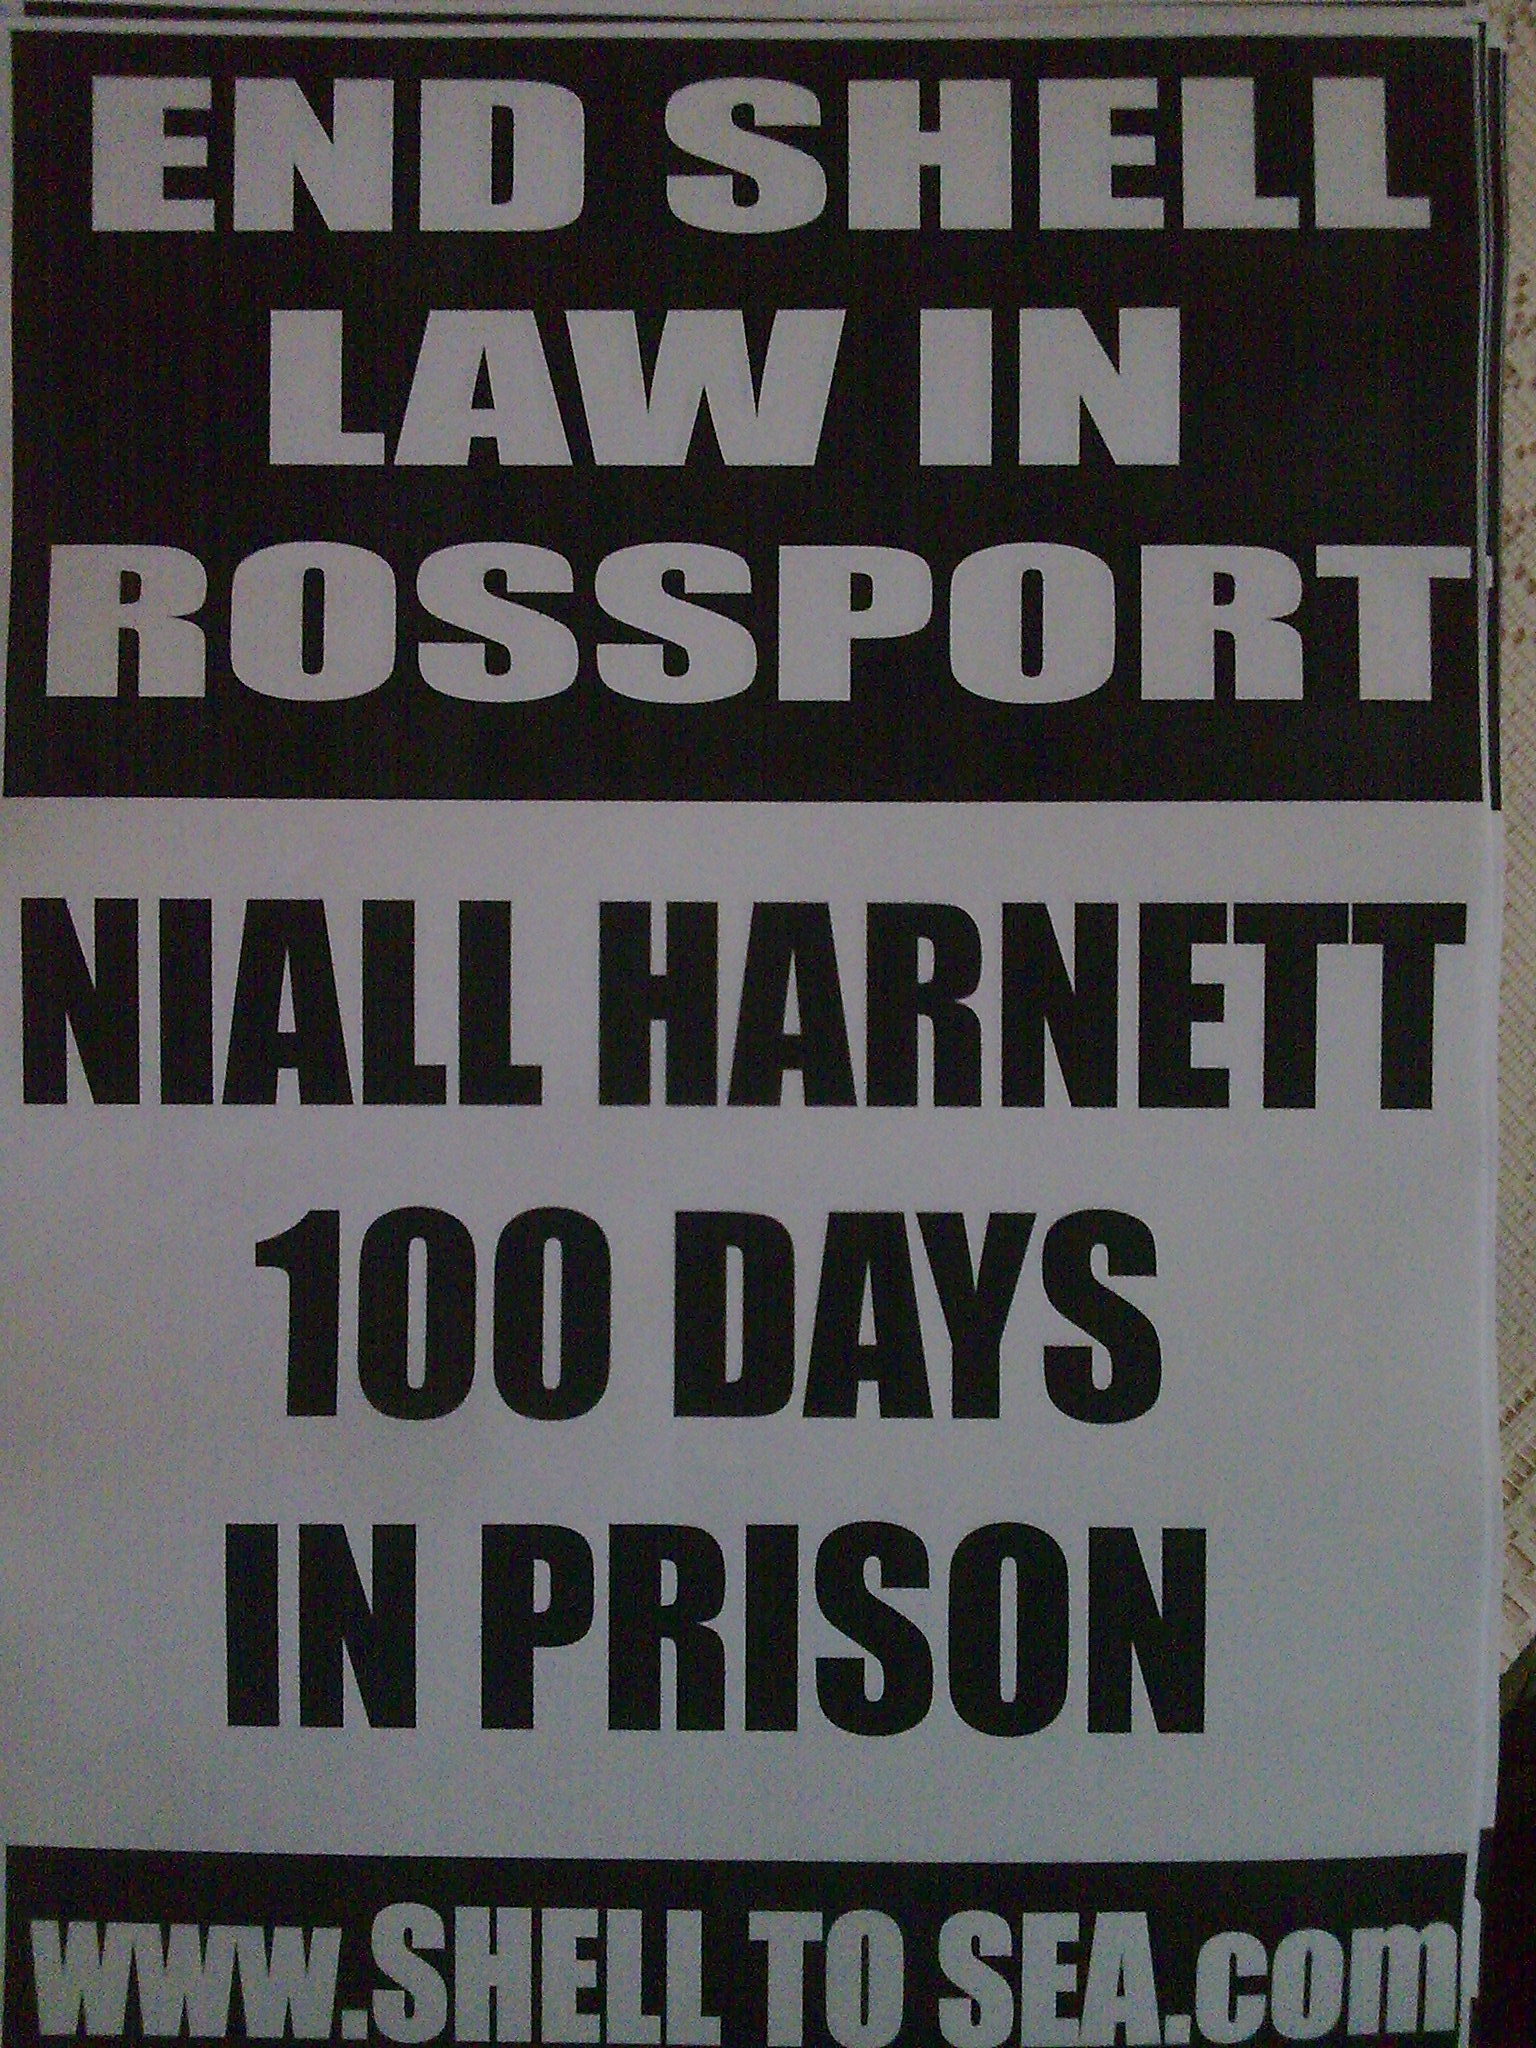 END SHELL
LAW IN
ROSSPORT
NIALL HARNETT
100 DAYS
IN PRISON
www.SHELL TO SEA.com